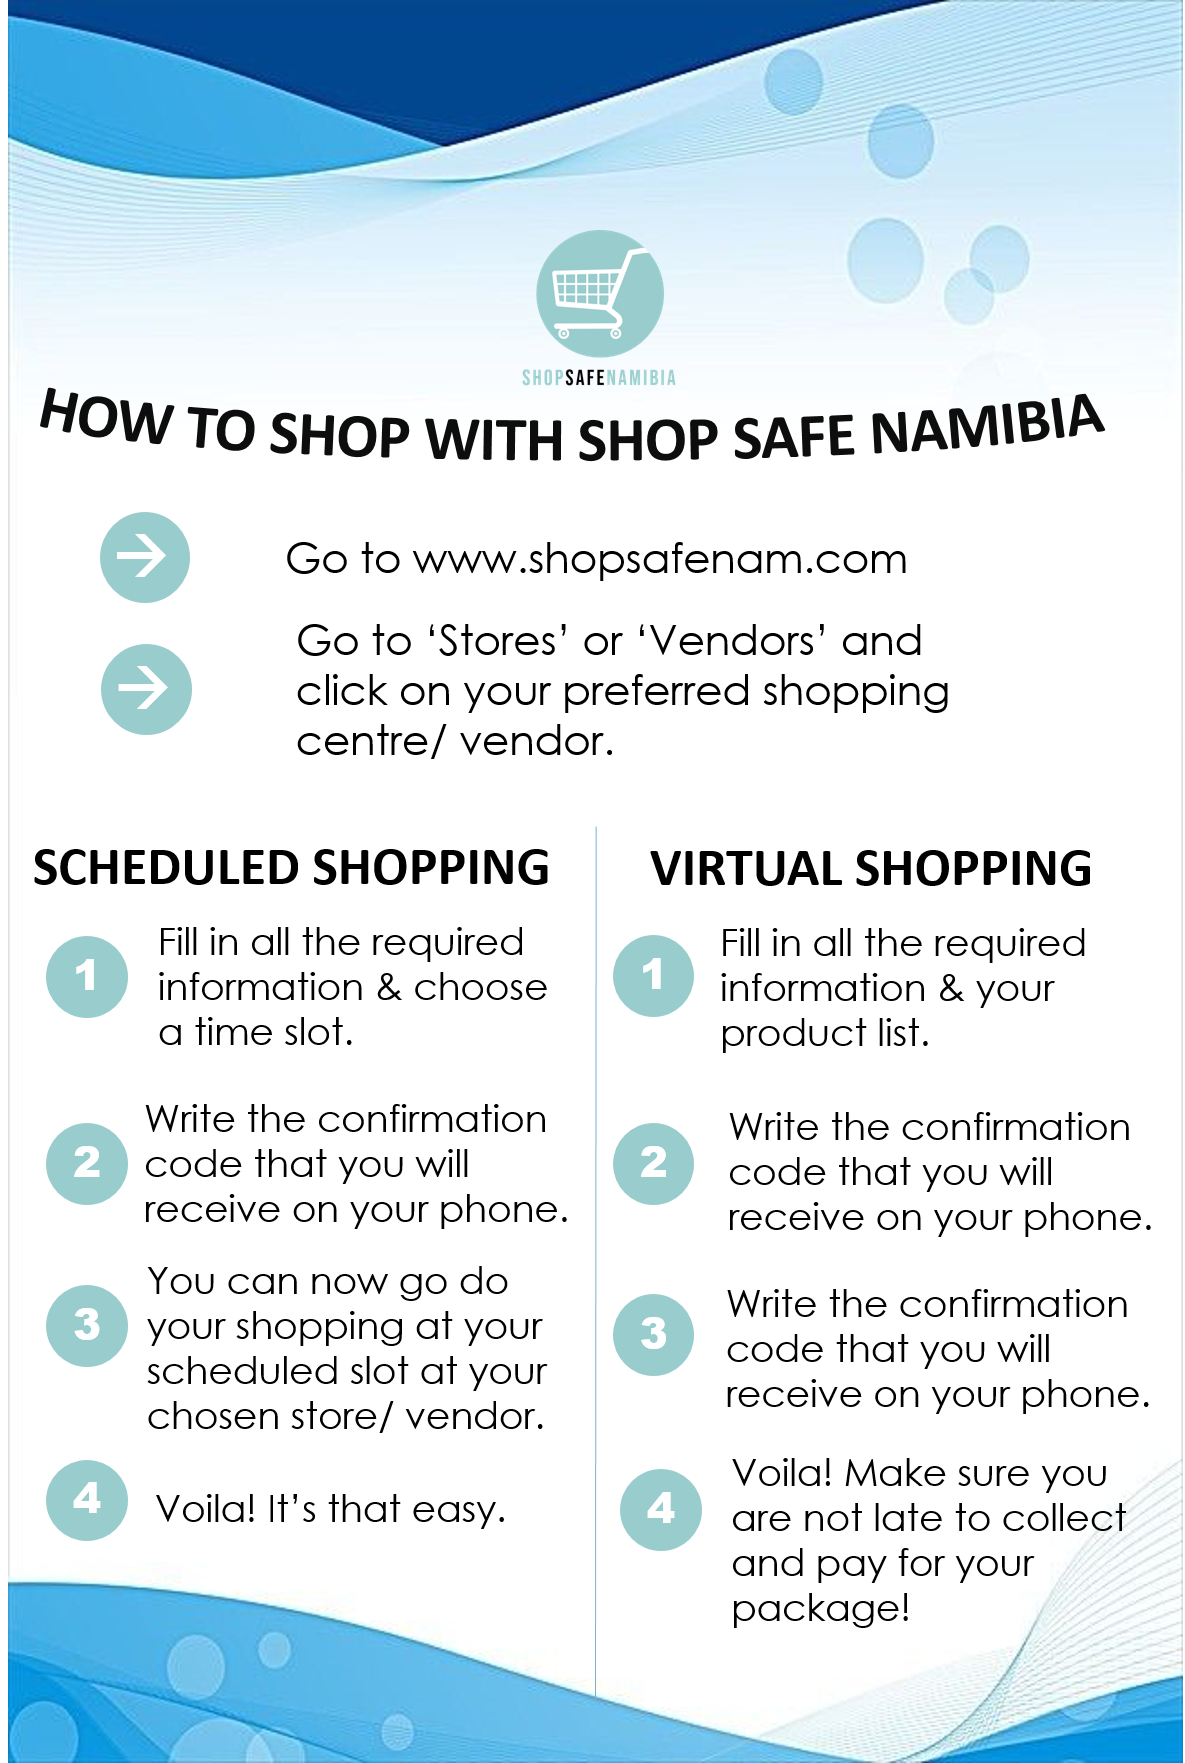 SHOPSAFENAMIBIA
HOW TO SHOP WITH SHOP SAFE NAMIBIA
Go to www.shopsafenam.com
Go to ‘Stores’ or ‘Vendors’ and
click on your preferred shopping
centre/ vendor.
SCHEDULED SHOPPING
1
Fill in all the required
information & choose
a time slot.
2
Write the confirmation
code that you will
receive on your phone.
3
You can now go do
your shopping at your
scheduled slot at your
chosen store/ vendor.
4
Voila! It’s that easy.
VIRTUAL SHOPPING
1
Fill in all the required
information & your
product list.
2
Write the confirmation
code that you will
receive on your phone.
3
Write the confirmation
code that you will
receive on your phone.
4
Voila! Make sure you
are not late to collect
and pay for your
package!